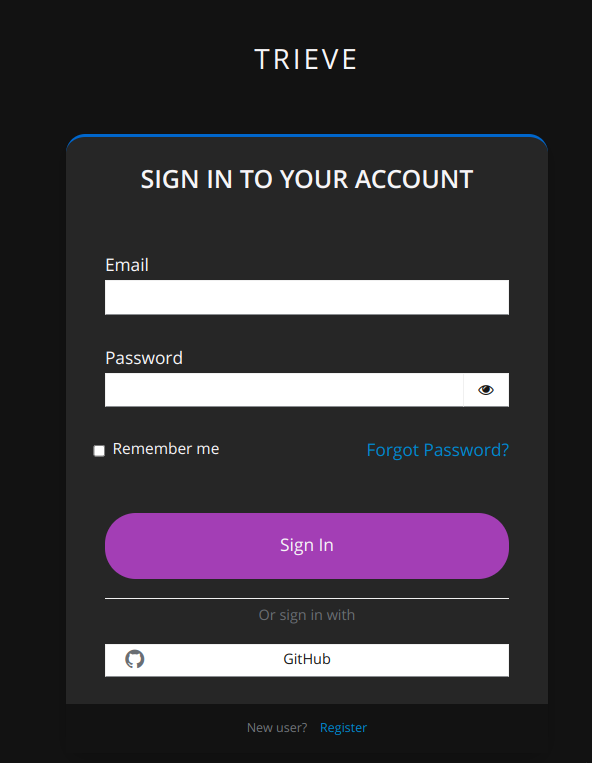 TRIEVE
SIGN IN TO YOUR ACCOUNT
Email
Password
Remember me Forgot Password?
Sign In
Or sign in with
GitHub
New user? Register